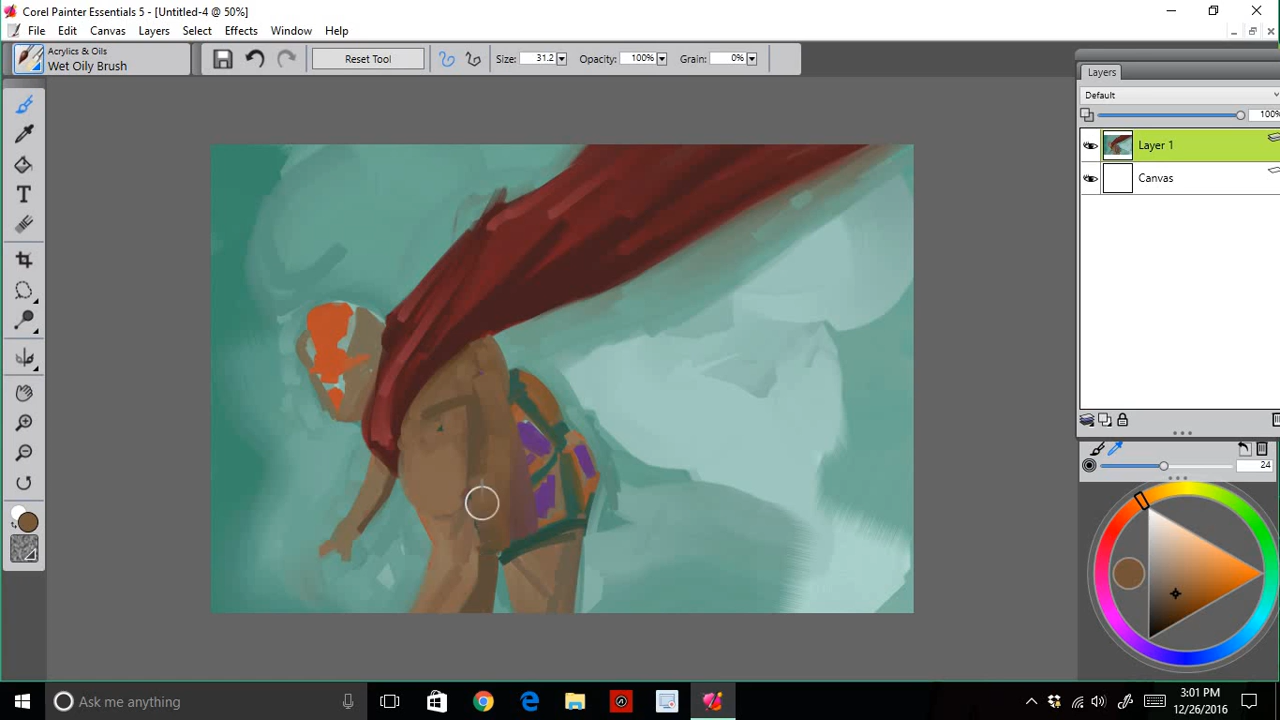 Corel Painter Essentials 5 - [Untitled-4 @ 50%]
File Edit Canvas Layers Select Effects Window Help
Acrylics & Oils
Wet Oily Brush
Reset Tool
Size: 31.2
Opacity: 100%
Grain: 0%
Layers
Default
100%
Layer 1
Canvas
24
T
Ask me anything
3:01 PM
12/26/2016